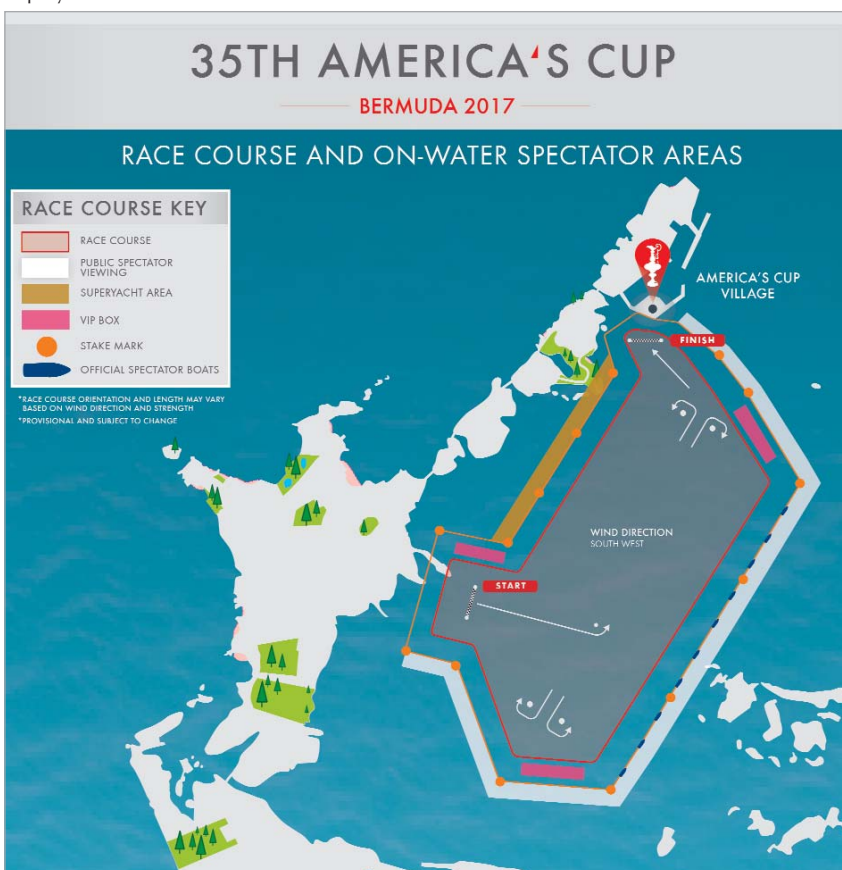 35TH AMERICA'S CUP
BERMUDA 2017
RACE COURSE AND ON-WATER SPECTATOR AREAS
RACE COURSE KEY
RACE COURSE
PUBLIC SPECTATOR
VIEWING
SUPERYACHT AREA
VIP BOX
STAKE MARK
OFFICIAL SPECTATOR BOATS
*RACE COURSE ORIENTATION AND LENGTH MAY VARY
BASED ON WIND DIRECTION AND STRENGTH
*PROVISIONAL AND SUBJECT TO CHANGE
AMERICA'S CUP
VILLAGE
FINISH
WIND DIRECTION
SOUTH WEST
START